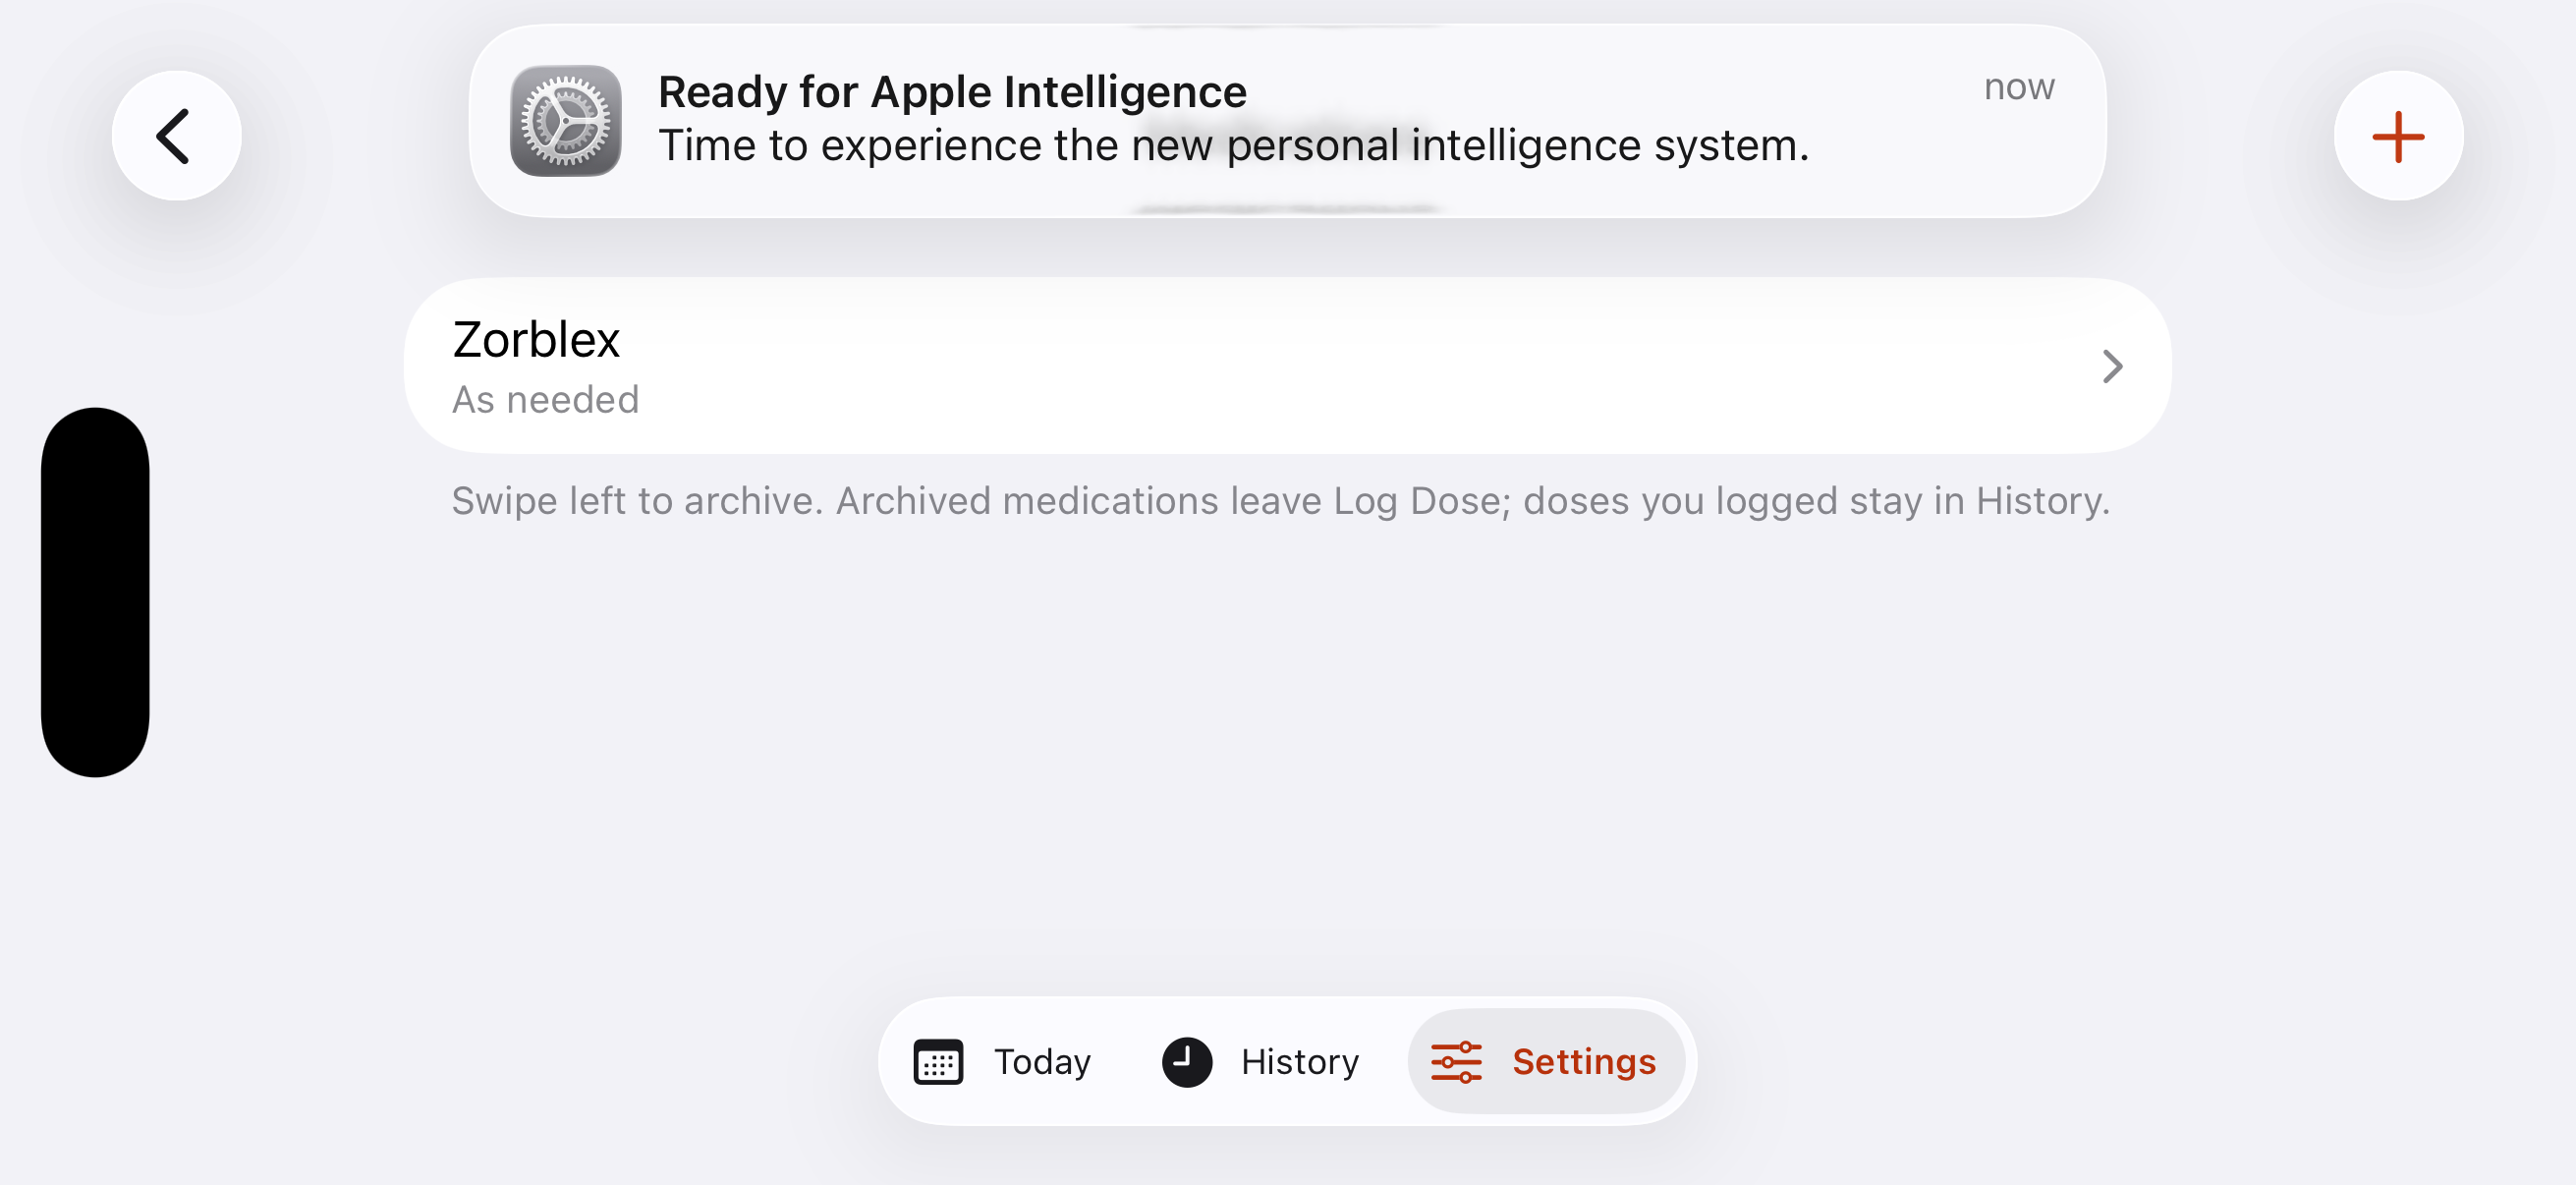 Ready for Apple Intelligence
now
Time to experience the new personal intelligence system.
Zorblex
As needed
Swipe left to archive. Archived medications leave Log Dose; doses you logged stay in History.
Today
History
Settings